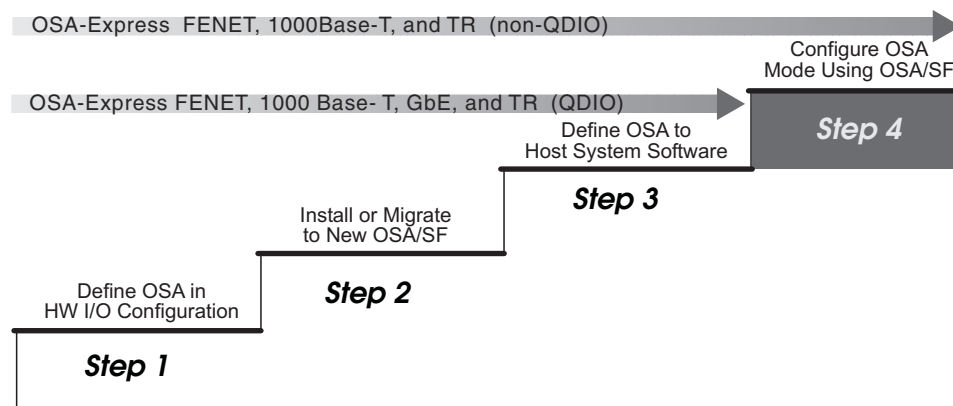 OSA-Express FENET, 1000Base-T, and TR (non-QDIO)
Configure OSA
Mode Using OSA/SF
OSA-Express FENET, 1000 Base- T, GbE, and TR (QDIO)
Step 4
Define OSA to
Host System Software
Step 3
Install or Migrate
to New OSA/SF
Step 2
Define OSA in
HW I/O Configuration
Step 1